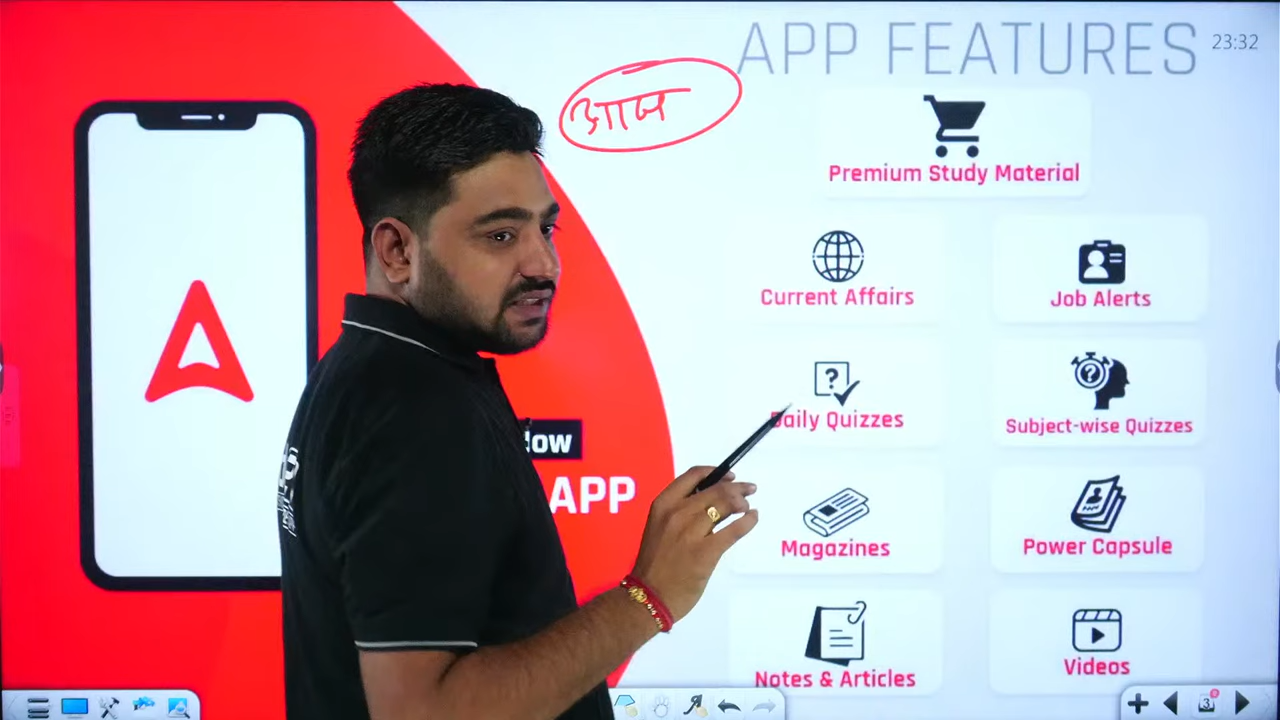 APP FEATURES
23:32
आज
Premium Study Material
Current Affairs
Job Alerts
Daily Quizzes
Subject-wise Quizzes
APP
Magazines
Power Capsule
Notes & Articles
Videos